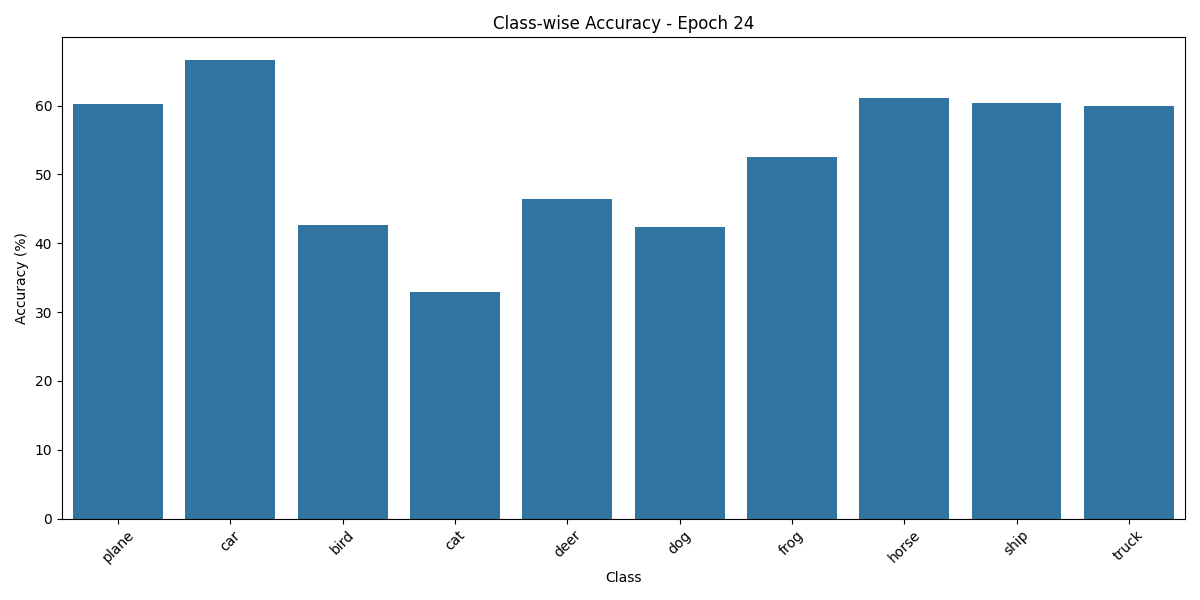 Class-wise Accuracy - Epoch 24
Accuracy (%)
60
50
40
30
20
10
0
plane
car
bird
cat
deer
dog
frog
horse
ship
truck
Class